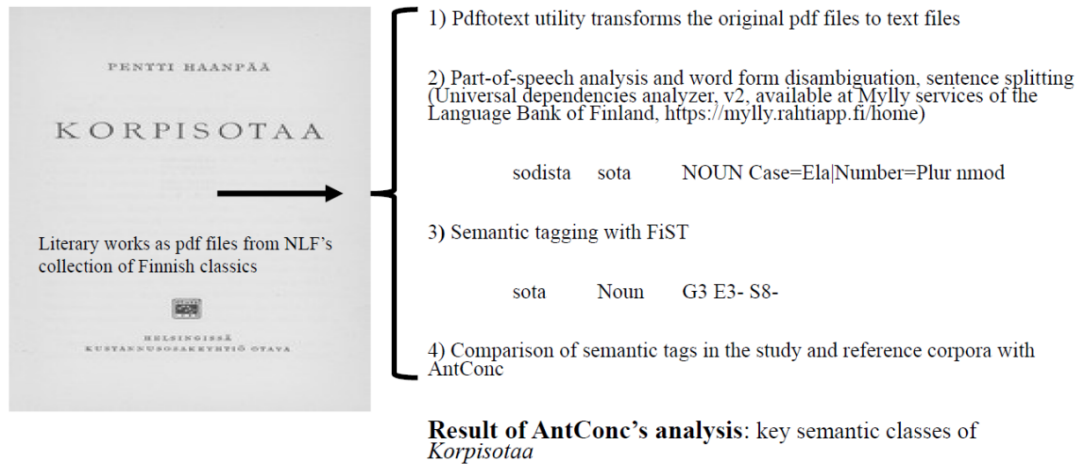 PENTTI HAANPÄÄ
KORPISOTAA
Literary works as pdf files from NLF's
collection of Finnish classics
HELSINGISSÄ
KUSTANNUSOSAKEYHTIÖ OTAVA
1) Pdftotext utility transforms the original pdf files to text files
2) Part-of-speech analysis and word form disambiguation, sentence splitting
(Universal dependencies analyzer, v2, available at Mylly services of the
Language Bank of Finland, https://mylly.rahtiapp.fi/home)
sodista sota NOUN Case=Ela|Number=Plur nmod
3) Semantic tagging with FiST
sota Noun G3 E3- S8-
4) Comparison of semantic tags in the study and reference corpora with
AntConc
Result of AntConc's analysis: key semantic classes of
Korpisotaa